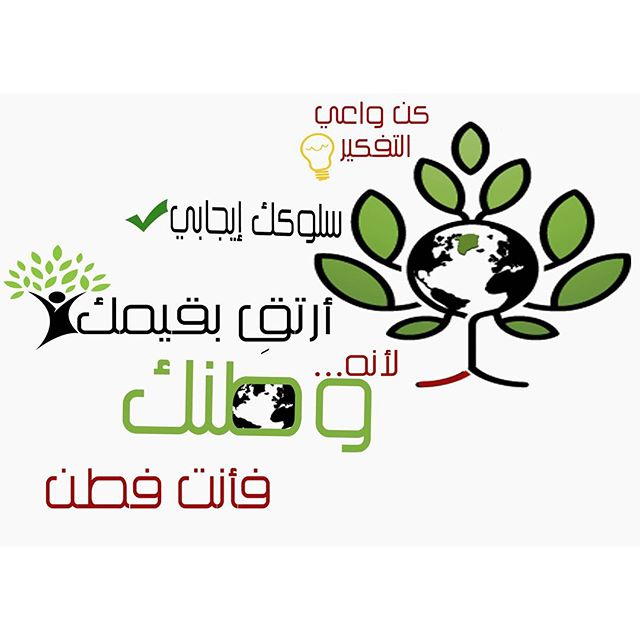 كن واعي
التفكير
سلوكك إيجابي
أرتقِ بقيمك
لأنه...
وطنك
فأنت فطن